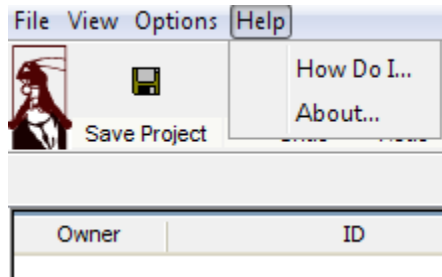 File View Options Help
How Do I...
About...
Save Project
Owner ID